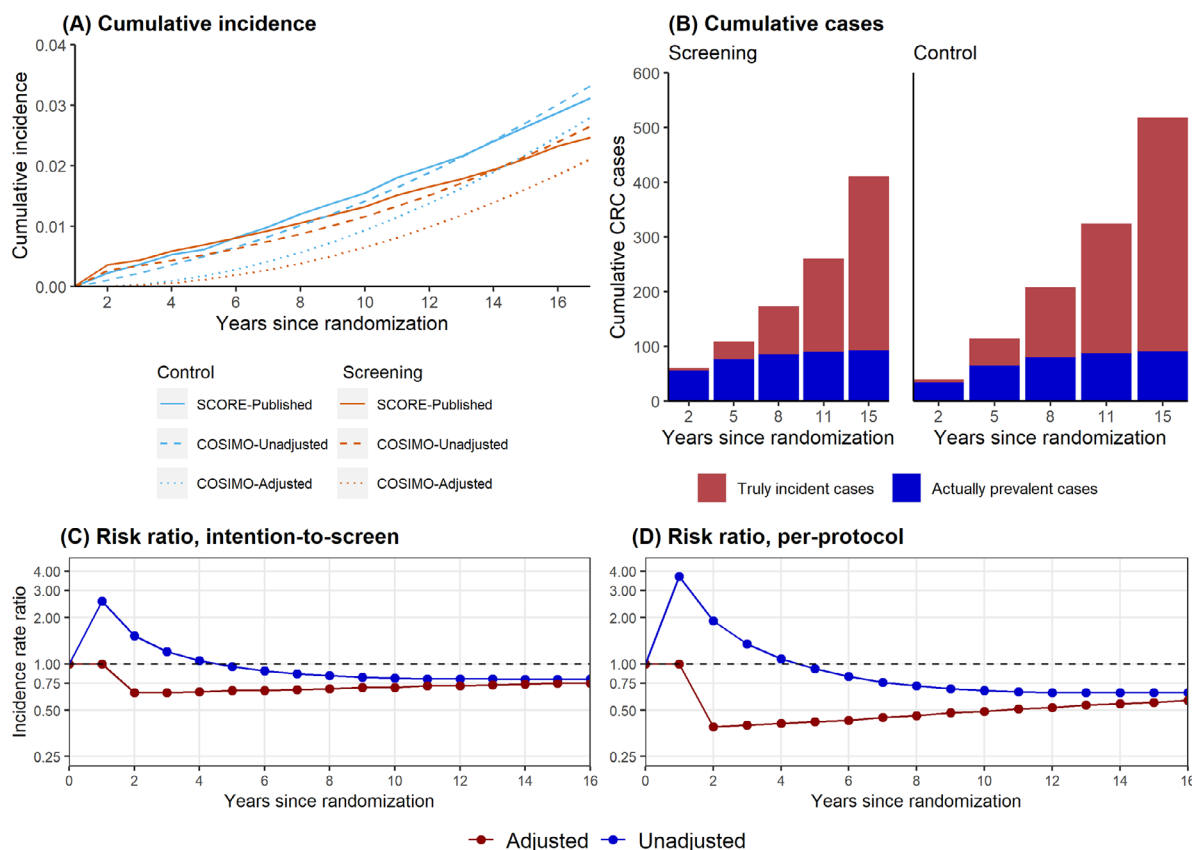 (A) Cumulative incidence
0.04
0.03
0.02
0.01
0.00
Cumulative incidence
2 4 6 8 10 12 14 16
Years since randomization
Control Screening
SCORE-Published SCORE-Published
COSIMO-Unadjusted COSIMO-Unadjusted
COSIMO-Adjusted COSIMO-Adjusted
(B) Cumulative cases
Screening Control
600
500
400
300
200
100
0
Cumulative CRC cases
2 5 8 11 15 2 5 8 11 15
Years since randomization Years since randomization
Truly incident cases Actually prevalent cases
(C) Risk ratio, intention-to-screen
4.00
3.00
2.00
1.00
0.75
0.50
0.25
Incidence rate ratio
0 2 4 6 8 10 12 14 16
Years since randomization
(D) Risk ratio, per-protocol
4.00
3.00
2.00
1.00
0.75
0.50
0.25
0 2 4 6 8 10 12 14 16
Years since randomization
Adjusted Unadjusted